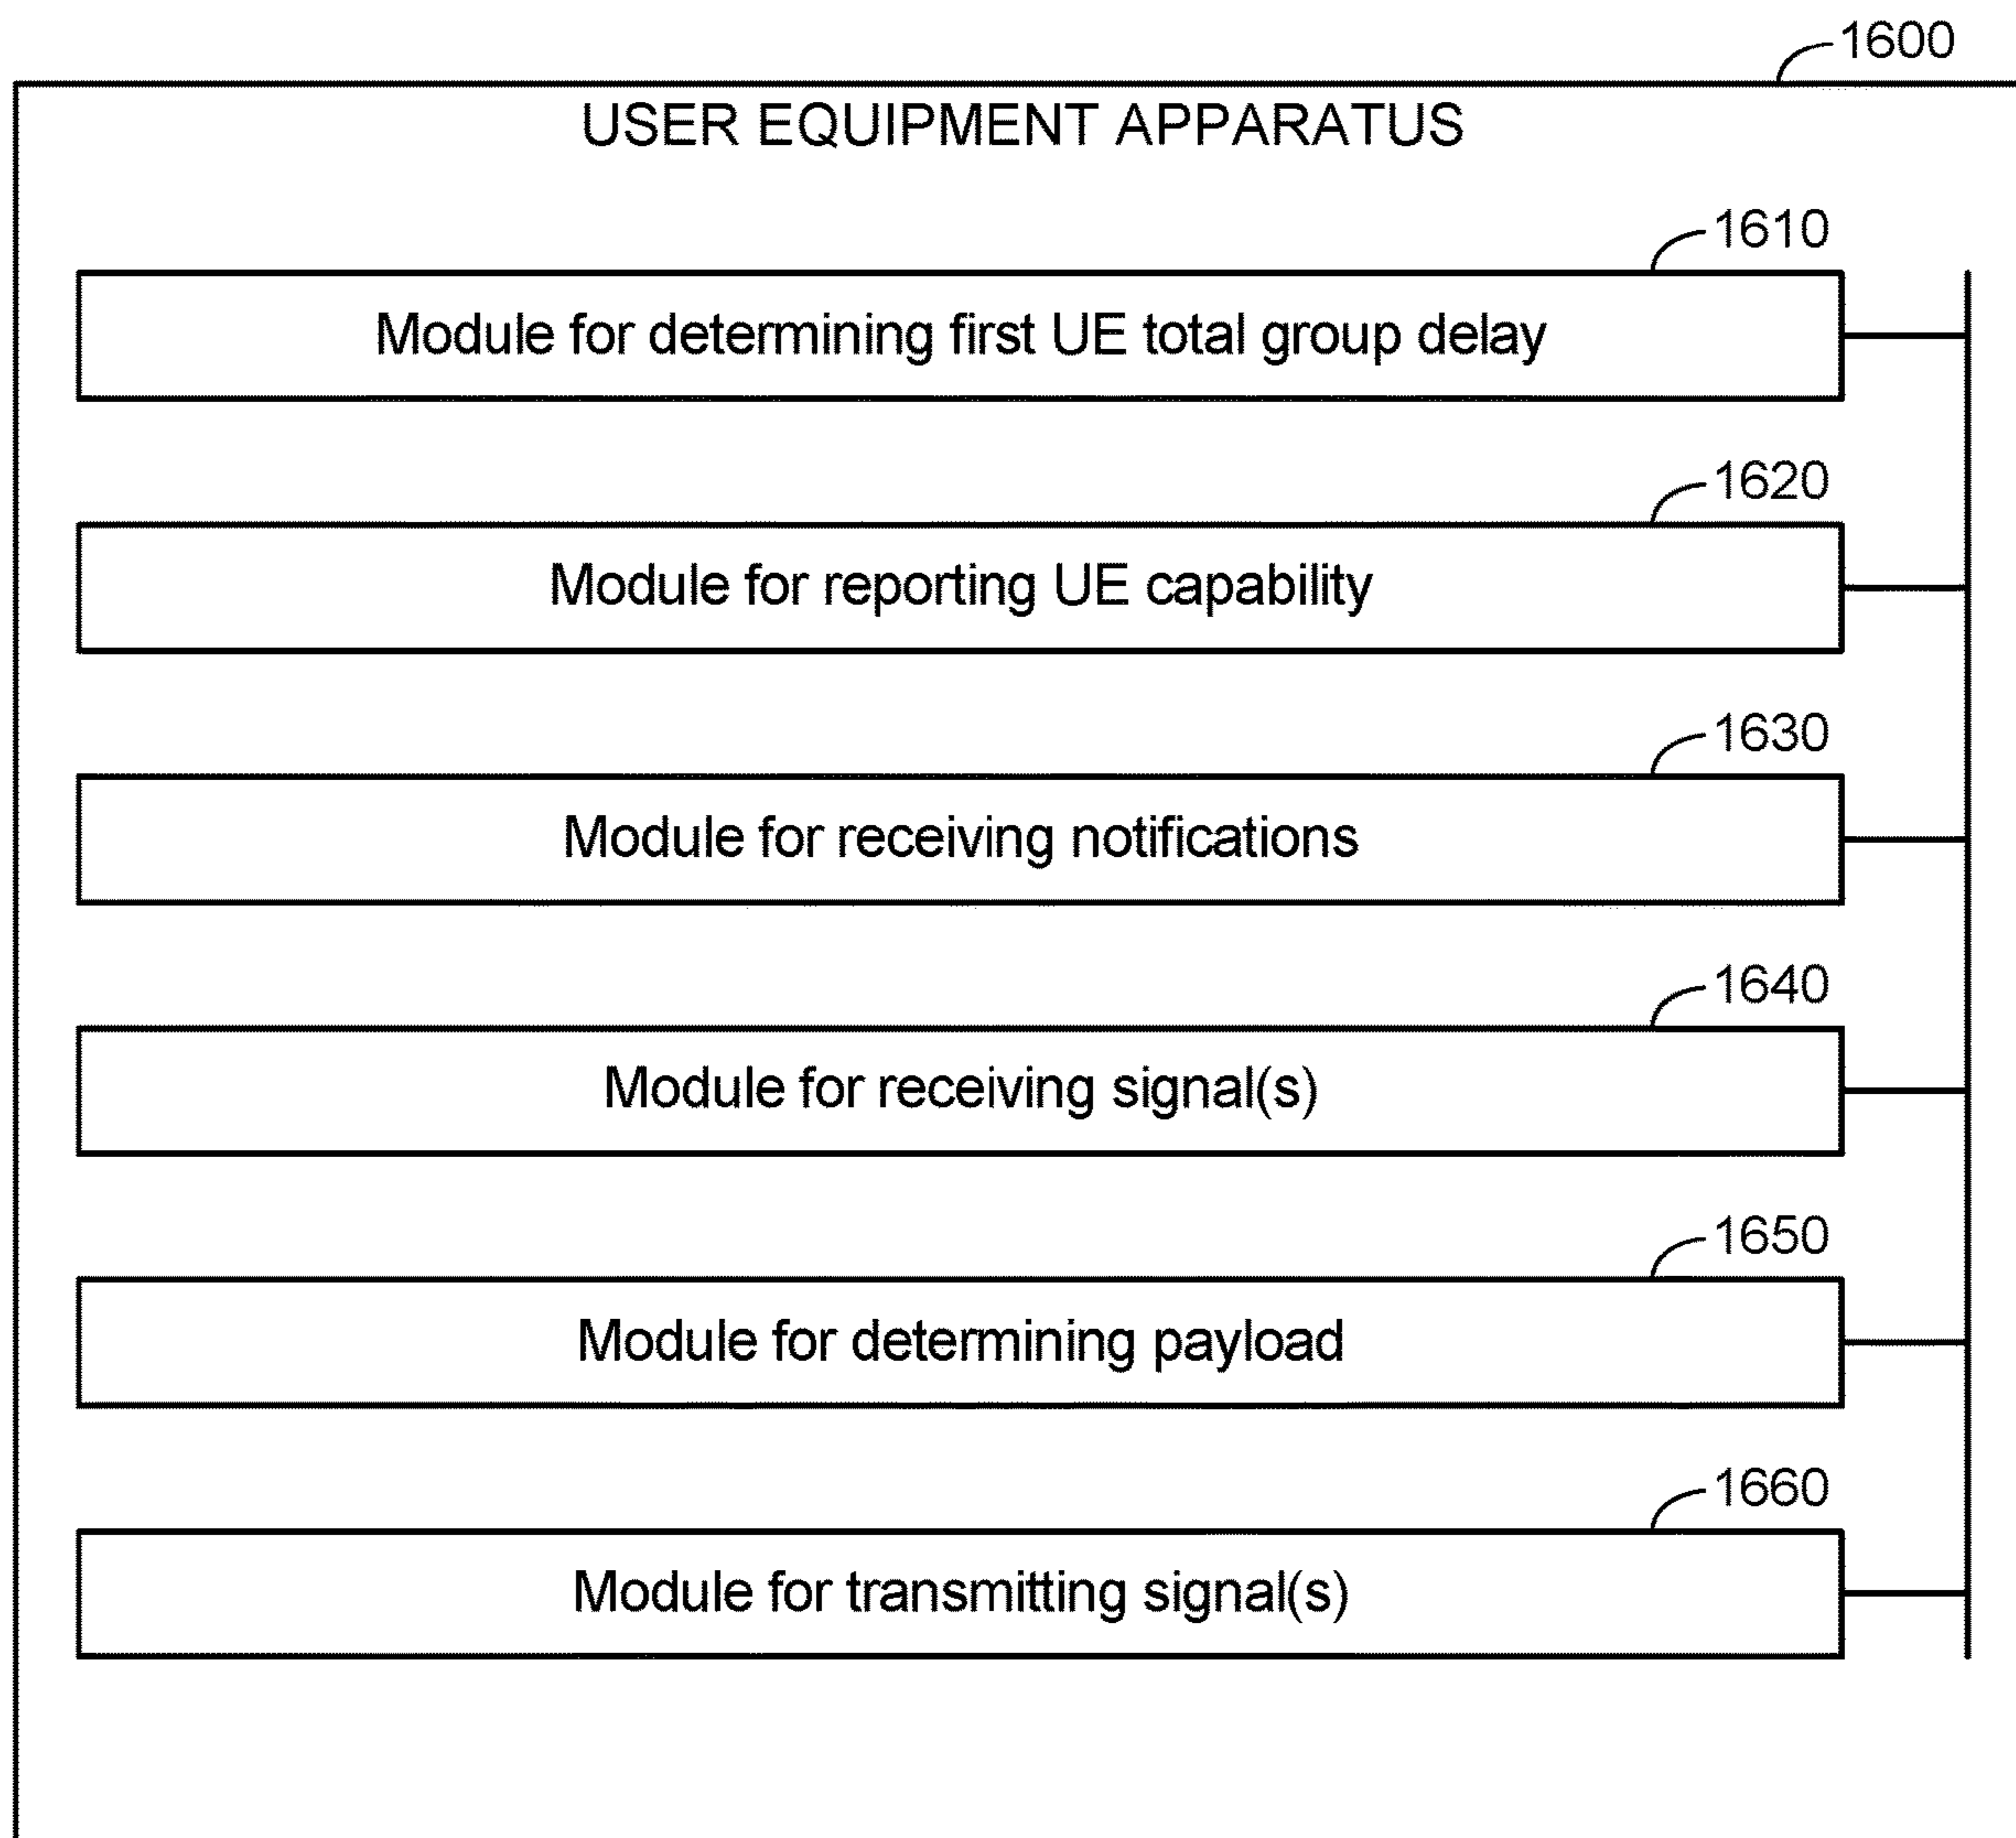 1600
USER EQUIPMENT APPARATUS
1610
Module for determining first UE total group delay
1620
Module for reporting UE capability
1630
Module for receiving notifications
1640
Module for receiving signal(s)
1650
Module for determining payload
1660
Module for transmitting signal(s)